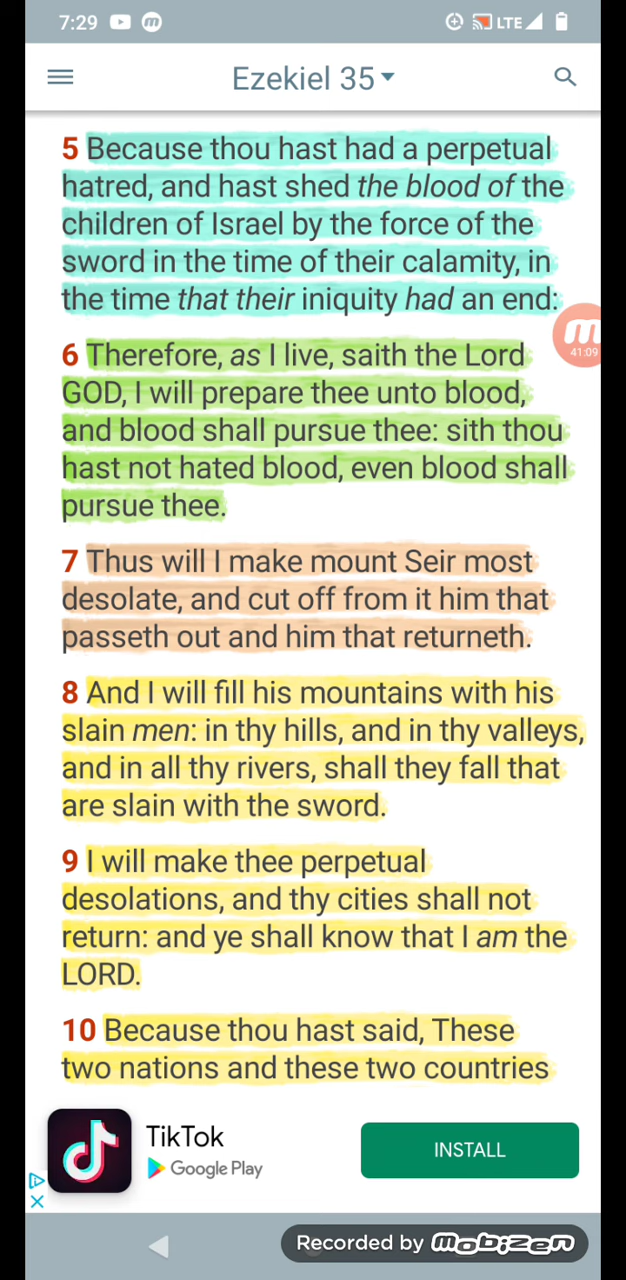 7:29
LTE
Ezekiel 35
5 Because thou hast had a perpetual
hatred, and hast shed the blood of the
children of Israel by the force of the
sword in the time of their calamity, in
the time that their iniquity had an end:
41:09
6 Therefore, as I live, saith the Lord
GOD, I will prepare thee unto blood,
and blood shall pursue thee: sith thou
hast not hated blood, even blood shall
pursue thee.
7 Thus will I make mount Seir most
desolate, and cut off from it him that
passeth out and him that returneth.
8 And I will fill his mountains with his
slain men: in thy hills, and in thy valleys,
and in all thy rivers, shall they fall that
are slain with the sword.
9 I will make thee perpetual
desolations, and thy cities shall not
return: and ye shall know that I am the
LORD.
10 Because thou hast said, These
two nations and these two countries
TikTok
Google Play
INSTALL
Recorded by mobizen